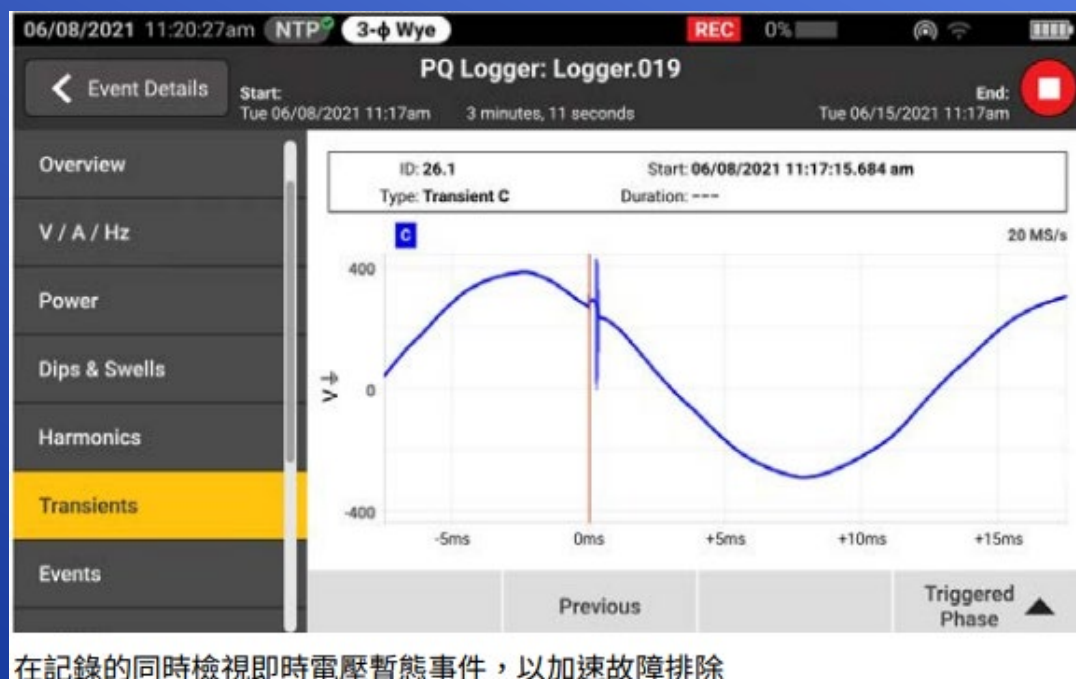 06/08/2021 11:20:27am NTP 3-ϕ Wye REC 0%
PQ Logger: Logger.019
Event Details
Start:
Tue 06/08/2021 11:17am 3 minutes, 11 seconds
End:
Tue 06/15/2021 11:17am
Overview
V / A / Hz
Power
Dips & Swells
Harmonics
Transients
Events
ID: 26.1 Start: 06/08/2021 11:17:15.684 am
Type: Transient C Duration: ---
C
20 MS/s
400
V
0
-400
-5ms 0ms +5ms +10ms +15ms
Previous
Triggered
Phase
在記錄的同時檢視即時電壓暫態事件，以加速故障排除